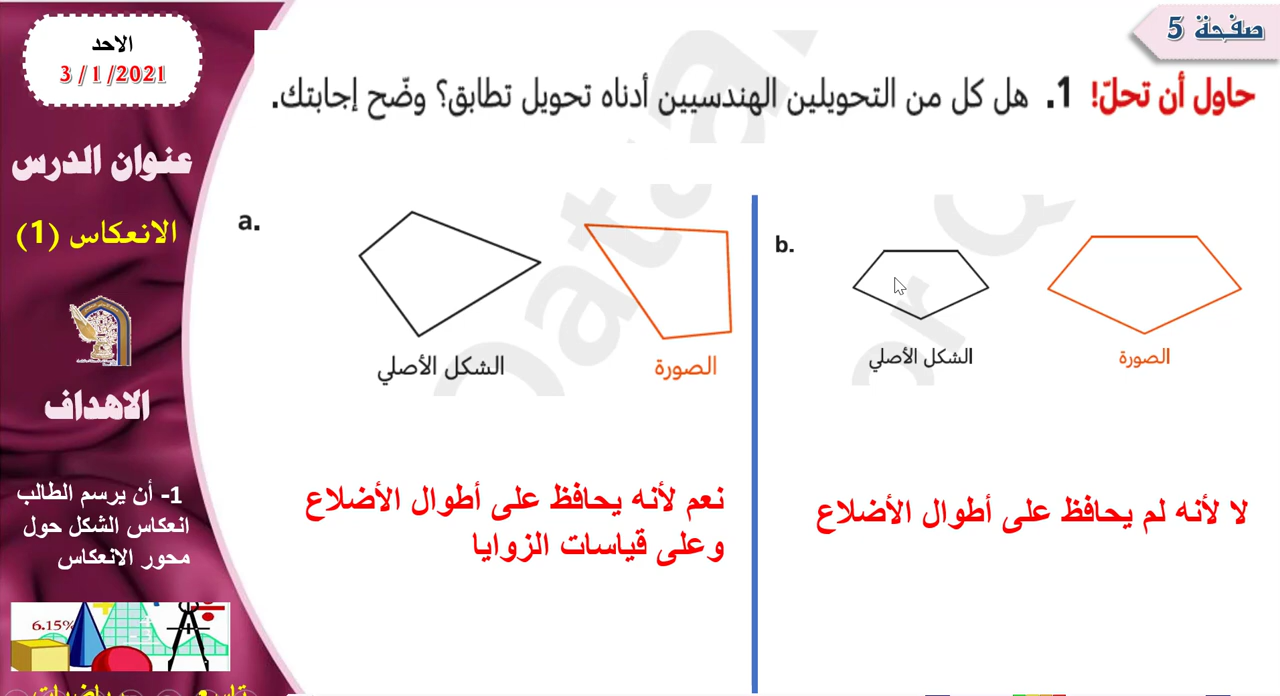 صفحة 5
الاحد
3 / 1 /2021
حاول أن تحلّ! 1. هل كل من التحويلين الهندسيين أدناه تحويل تطابق؟ وضّح إجابتك.
عنوان الدرس
الانعكاس (1)
الاهداف
1- أن يرسم الطالب
انعكاس الشكل حول
محور الانعكاس
6.15%
تاسع رياضيات
a.
الشكل الأصلي
الصورة
نعم لأنه يحافظ على أطوال الأضلاع
وعلى قياسات الزوايا
b.
الشكل الأصلي
الصورة
لا لأنه لم يحافظ على أطوال الأضلاع